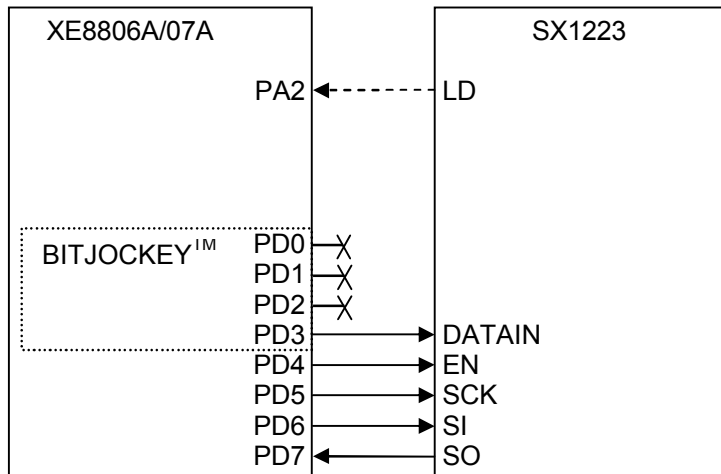 XE8806A/07A SX1223
PA2 LD
BITJOCKEY™ PD0
PD1
PD2
PD3 DATAIN
PD4 EN
PD5 SCK
PD6 SI
PD7 SO